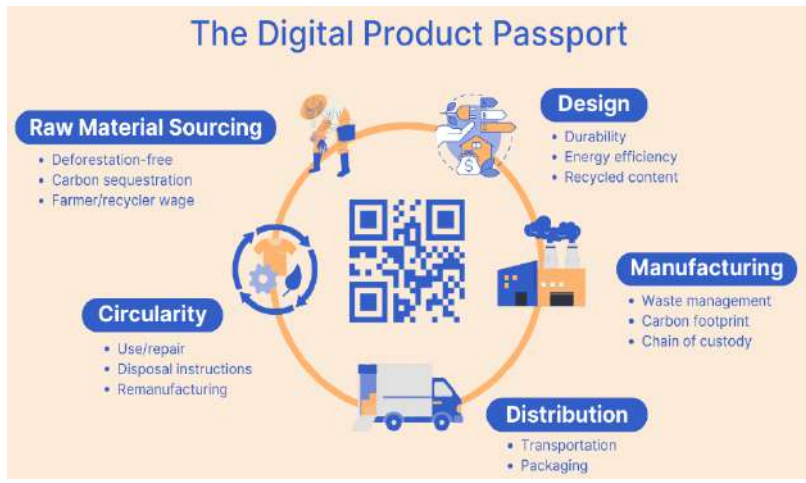 The Digital Product Passport
Raw Material Sourcing
• Deforestation-free
• Carbon sequestration
• Farmer/recycler wage
Design
• Durability
• Energy efficiency
• Recycled content
Manufacturing
• Waste management
• Carbon footprint
• Chain of custody
Distribution
• Transportation
• Packaging
Circularity
• Use/repair
• Disposal instructions
• Remanufacturing
$